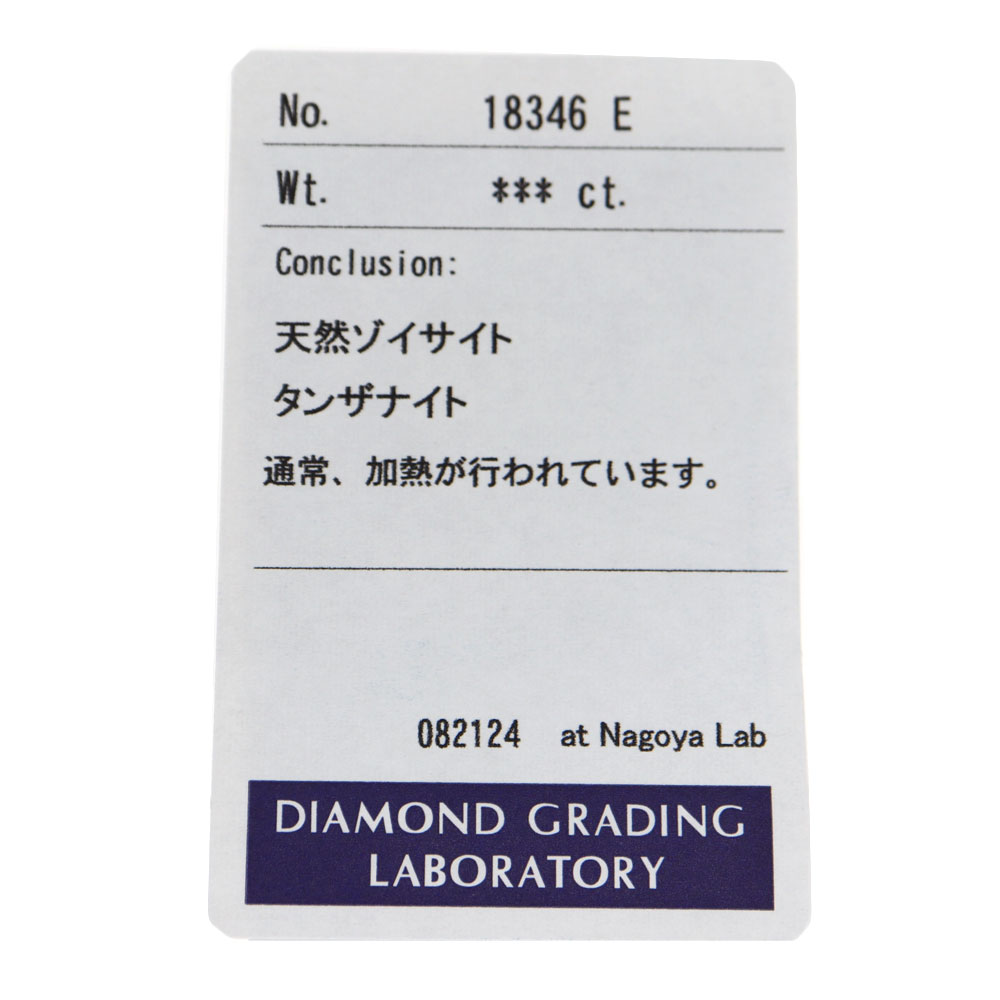 No. 18346 E
Wt. *** ct.
Conclusion:
天然ゾイサイト
タンザナイト
通常、加熱が行われています。
082124 at Nagoya Lab
DIAMOND GRADING
LABORATORY